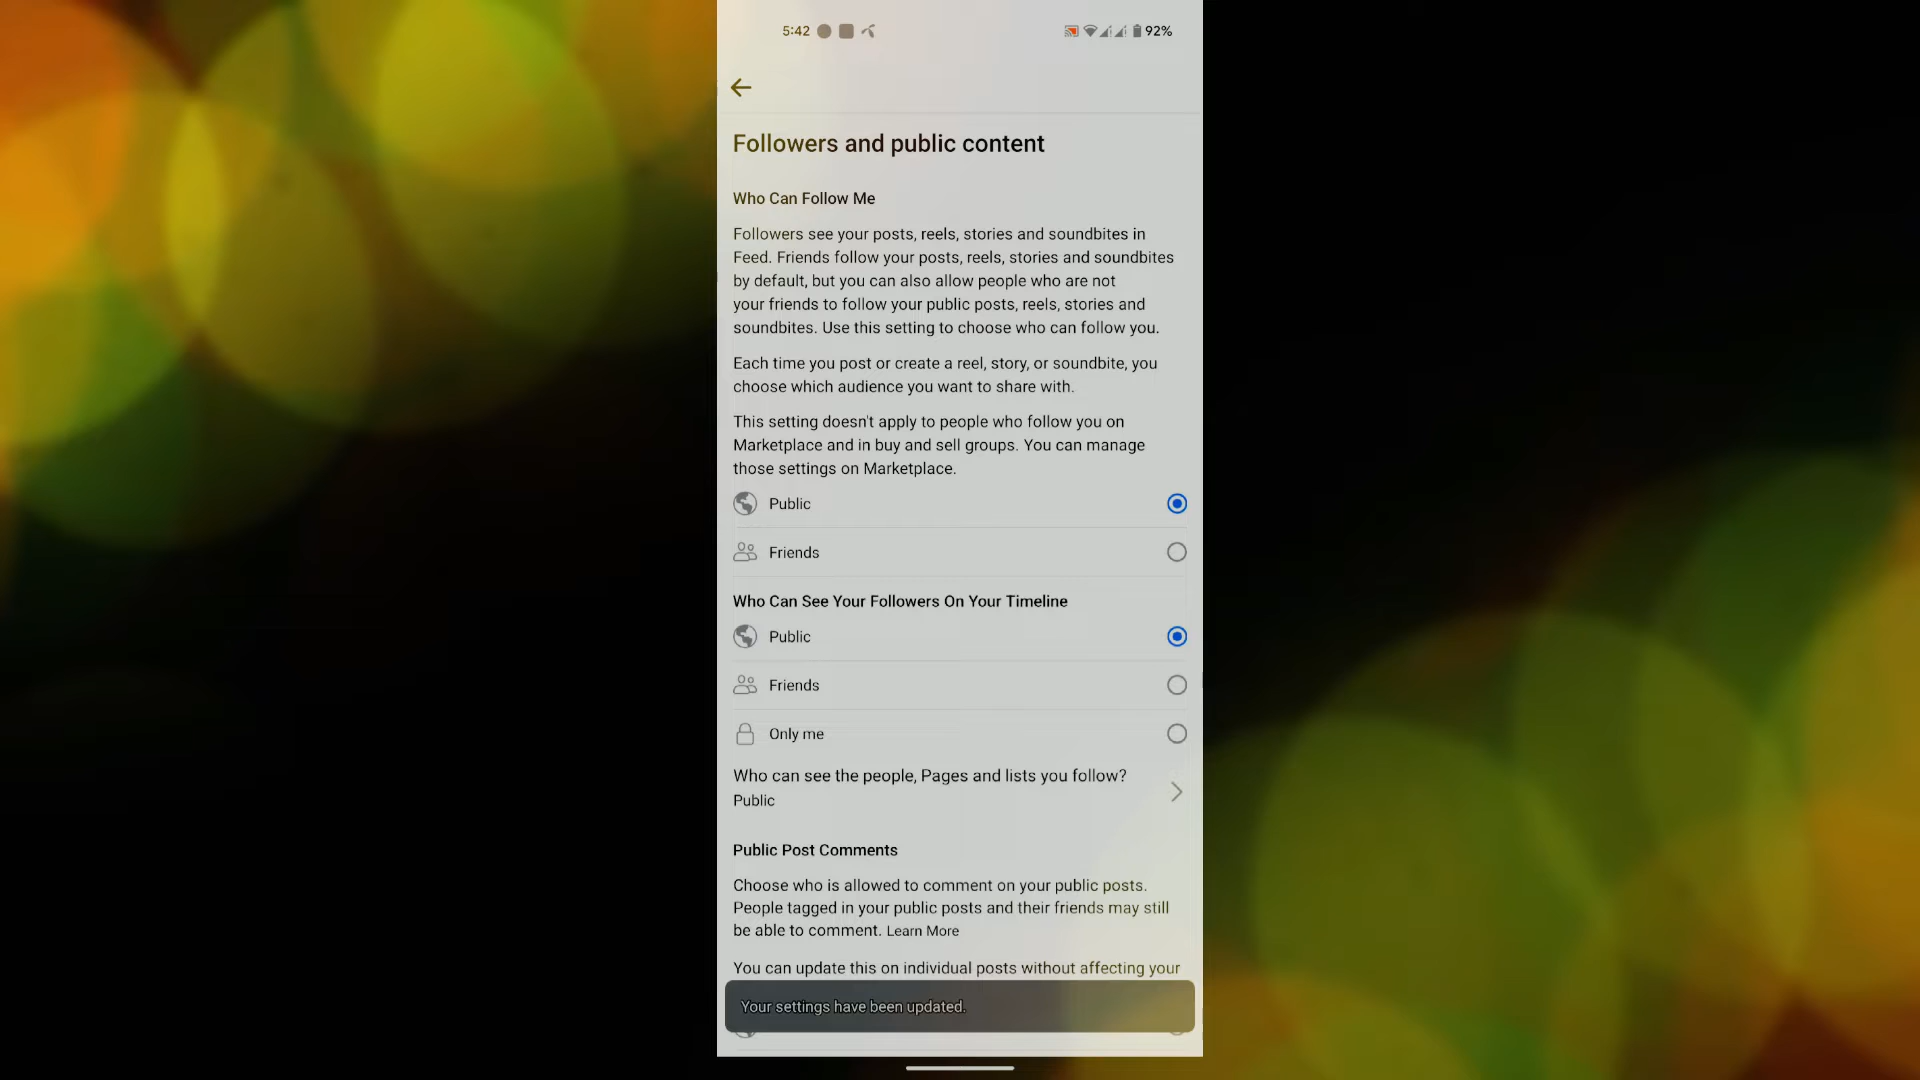 5:42
92%
Followers and public content
Who Can Follow Me
Followers see your posts, reels, stories and soundbites in
Feed. Friends follow your posts, reels, stories and soundbites
by default, but you can also allow people who are not
your friends to follow your public posts, reels, stories and
soundbites. Use this setting to choose who can follow you.
Each time you post or create a reel, story, or soundbite, you
choose which audience you want to share with.
This setting doesn't apply to people who follow you on
Marketplace and in buy and sell groups. You can manage
those settings on Marketplace.
Public
Friends
Who Can See Your Followers On Your Timeline
Public
Friends
Only me
Who can see the people, Pages and lists you follow?
Public
Public Post Comments
Choose who is allowed to comment on your public posts.
People tagged in your public posts and their friends may still
be able to comment. Learn More
You can update this on individual posts without affecting your
Your settings have been updated.